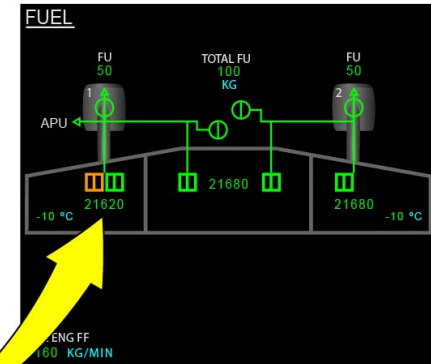 FUEL
FU
50
TOTAL FU
100
KG
FU
50
1
2
APU
21620
21680
21680
-10 °C
-10 °C
ENG FF
160 KG/MIN